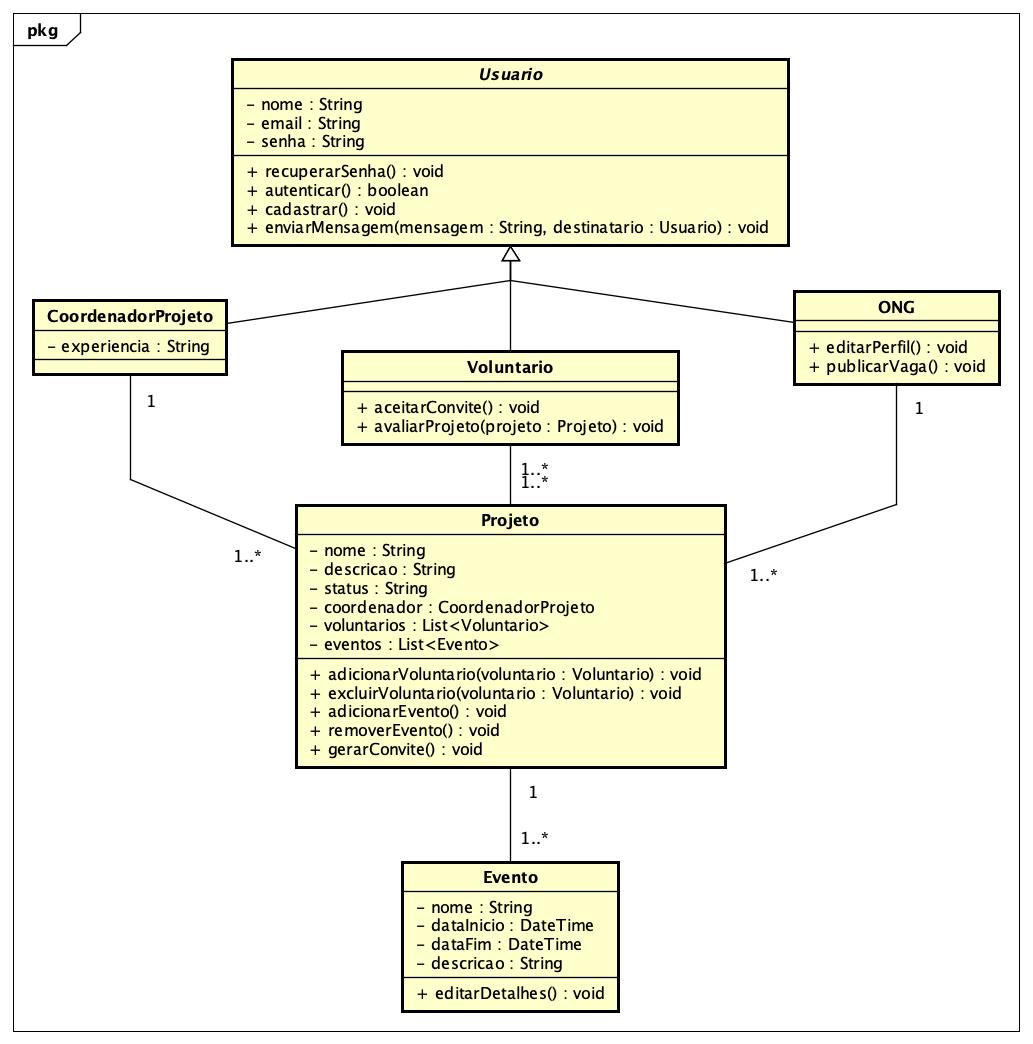 pkg
Usuario
- nome : String
- email : String
- senha : String
+ recuperarSenha() : void
+ autenticar() : boolean
+ cadastrar() : void
+ enviarMensagem(mensagem : String, destinatario : Usuario) : void
CoordenadorProjeto
- experiencia : String
1
1..*
Voluntario
+ aceitarConvite() : void
+ avaliarProjeto(projeto : Projeto) : void
1..*
1..*
ONG
+ editarPerfil() : void
+ publicarVaga() : void
1
1..*
Projeto
- nome : String
- descricao : String
- status : String
- coordenador : CoordenadorProjeto
- voluntarios : List<Voluntario>
- eventos : List<Evento>
+ adicionarVoluntario(voluntario : Voluntario) : void
+ excluirVoluntario(voluntario : Voluntario) : void
+ adicionarEvento() : void
+ removerEvento() : void
+ gerarConvite() : void
1
1..*
Evento
- nome : String
- dataInicio : DateTime
- dataFim : DateTime
- descricao : String
+ editarDetalhes() : void